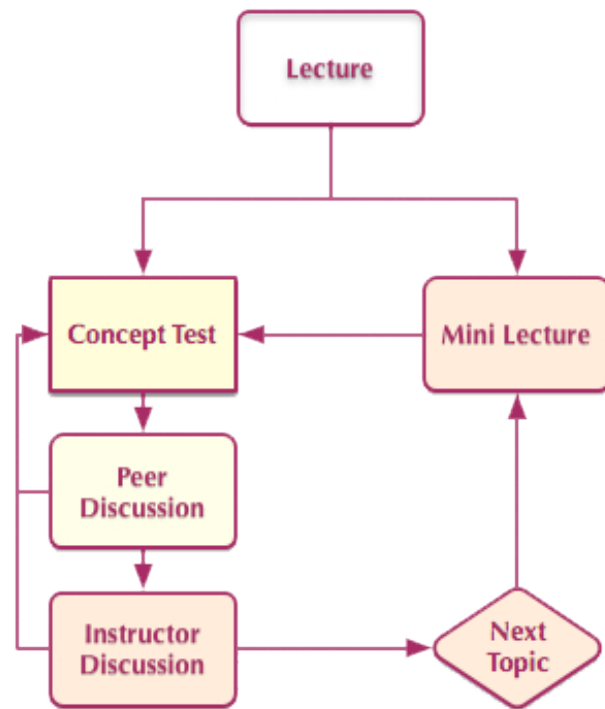 Lecture
Concept Test
Mini Lecture
Peer
Discussion
Instructor
Discussion
Next
Topic